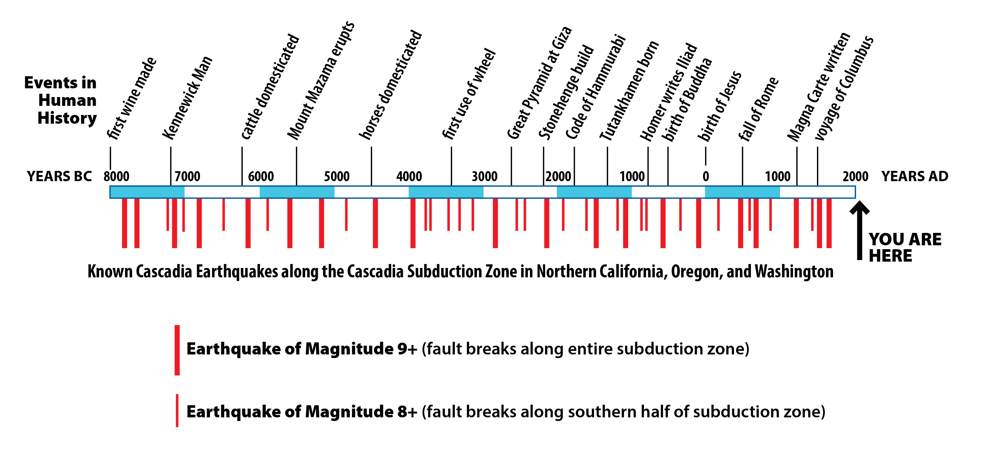 Events in
Human
History
first wine made
Kennewick Man
cattle domesticated
Mount Mazama erupts
horses domesticated
first use of wheel
Great Pyramid at Giza
Stonehenge build
Code of Hammurabi
Tutankhamen born
Homer writes Iliad
birth of Buddha
birth of Jesus
fall of Rome
Magna Carte written
voyage of Columbus
YEARS BC 8000 7000 6000 5000 4000 3000 2000 1000 0 1000 2000 YEARS AD
YOU ARE
HERE
Known Cascadia Earthquakes along the Cascadia Subduction Zone in Northern California, Oregon, and Washington
Earthquake of Magnitude 9+ (fault breaks along entire subduction zone)
Earthquake of Magnitude 8+ (fault breaks along southern half of subduction zone)